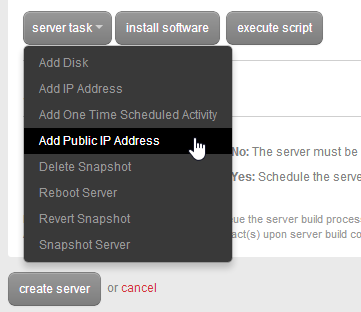 server task
install software
execute script
Add Disk
Add IP Address
Add One Time Scheduled Activity
Add Public IP Address
No: The server must be
Delete Snapshot
Yes: Schedule the serve
Reboot Server
Revert Snapshot
ue the server build proces
act(s) upon server build co
Snapshot Server
create server
or cancel